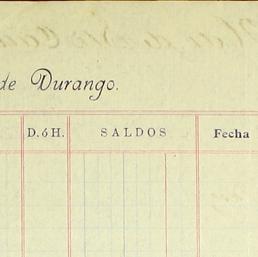 de Durango.
D. ó H. SALDOS Fecha